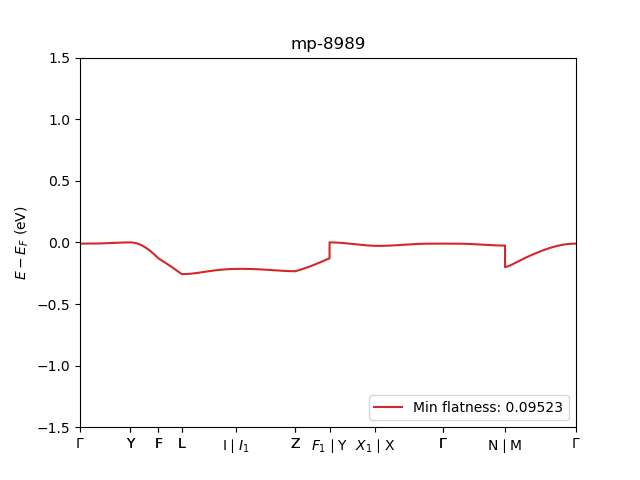 mp-8989
E − E_F (eV)
1.5
1.0
0.5
0.0
−0.5
−1.0
−1.5
Min flatness: 0.09523
Γ Y F L I | I₁ Z F₁ | Y X₁ | X Γ N | M Γ